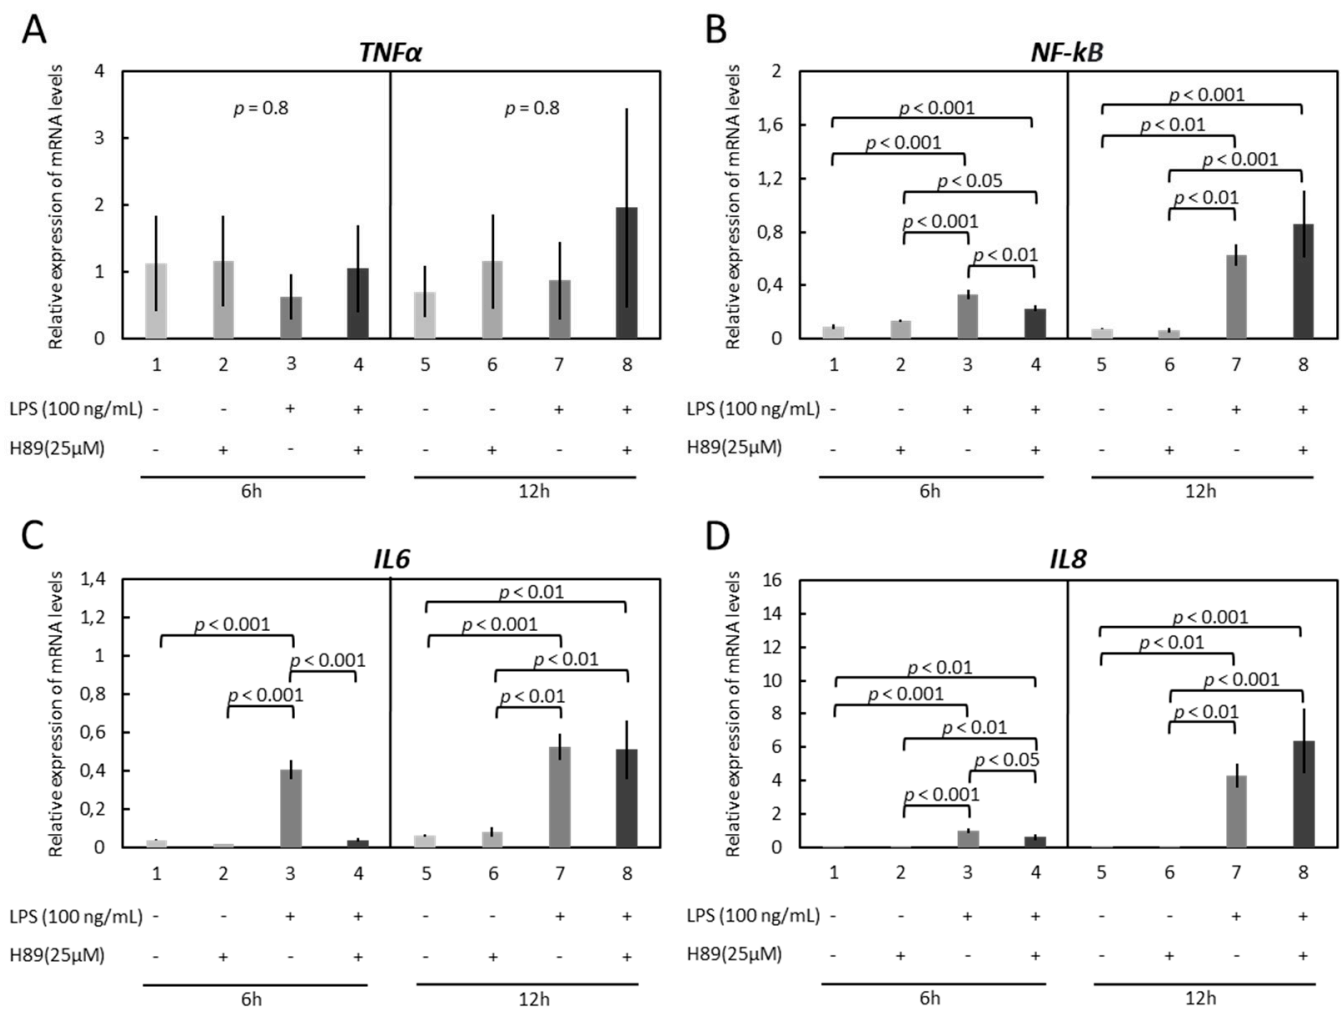 A
TNFα
Relative expression of mRNA levels
4
3
2
1
0
p = 0.8
p = 0.8
1 2 3 4 5 6 7 8
LPS (100 ng/mL) - - + + - - + +
H89(25µM) - + - + - + - +
6h 12h
B
NF-kB
Relative expression of mRNA levels
2
1,6
1,2
0,8
0,4
0
p < 0.001
p < 0.001
p < 0.05
p < 0.001
p < 0.01
p < 0.001
p < 0.01
p < 0.001
p < 0.01
1 2 3 4 5 6 7 8
LPS (100 ng/mL) - - + + - - + +
H89(25µM) - + - + - + - +
6h 12h
C
IL6
Relative expression of mRNA levels
1,4
1,2
1
0,8
0,6
0,4
0,2
0
p < 0.001
p < 0.001
p < 0.001
p < 0.01
p < 0.001
p < 0.01
p < 0.01
1 2 3 4 5 6 7 8
LPS (100 ng/mL) - - + + - - + +
H89(25µM) - + - + - + - +
6h 12h
D
IL8
Relative expression of mRNA levels
16
14
12
10
8
6
4
2
0
p < 0.01
p < 0.001
p < 0.01
p < 0.05
p < 0.001
p < 0.001
p < 0.01
p < 0.001
p < 0.01
1 2 3 4 5 6 7 8
LPS (100 ng/mL) - - + + - - + +
H89(25µM) - + - + - + - +
6h 12h